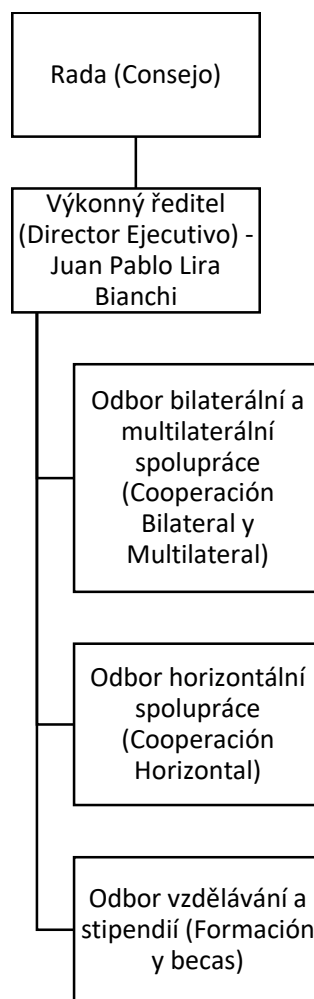 Rada (Consejo)
Výkonný ředitel
(Director Ejecutivo) -
Juan Pablo Lira
Bianchi
Odbor bilaterální a
multilaterální
spolupráce
(Cooperación
Bilateral y
Multilateral)
Odbor horizontální
spolupráce
(Cooperación
Horizontal)
Odbor vzdělávání a
stipendií (Formación
y becas)